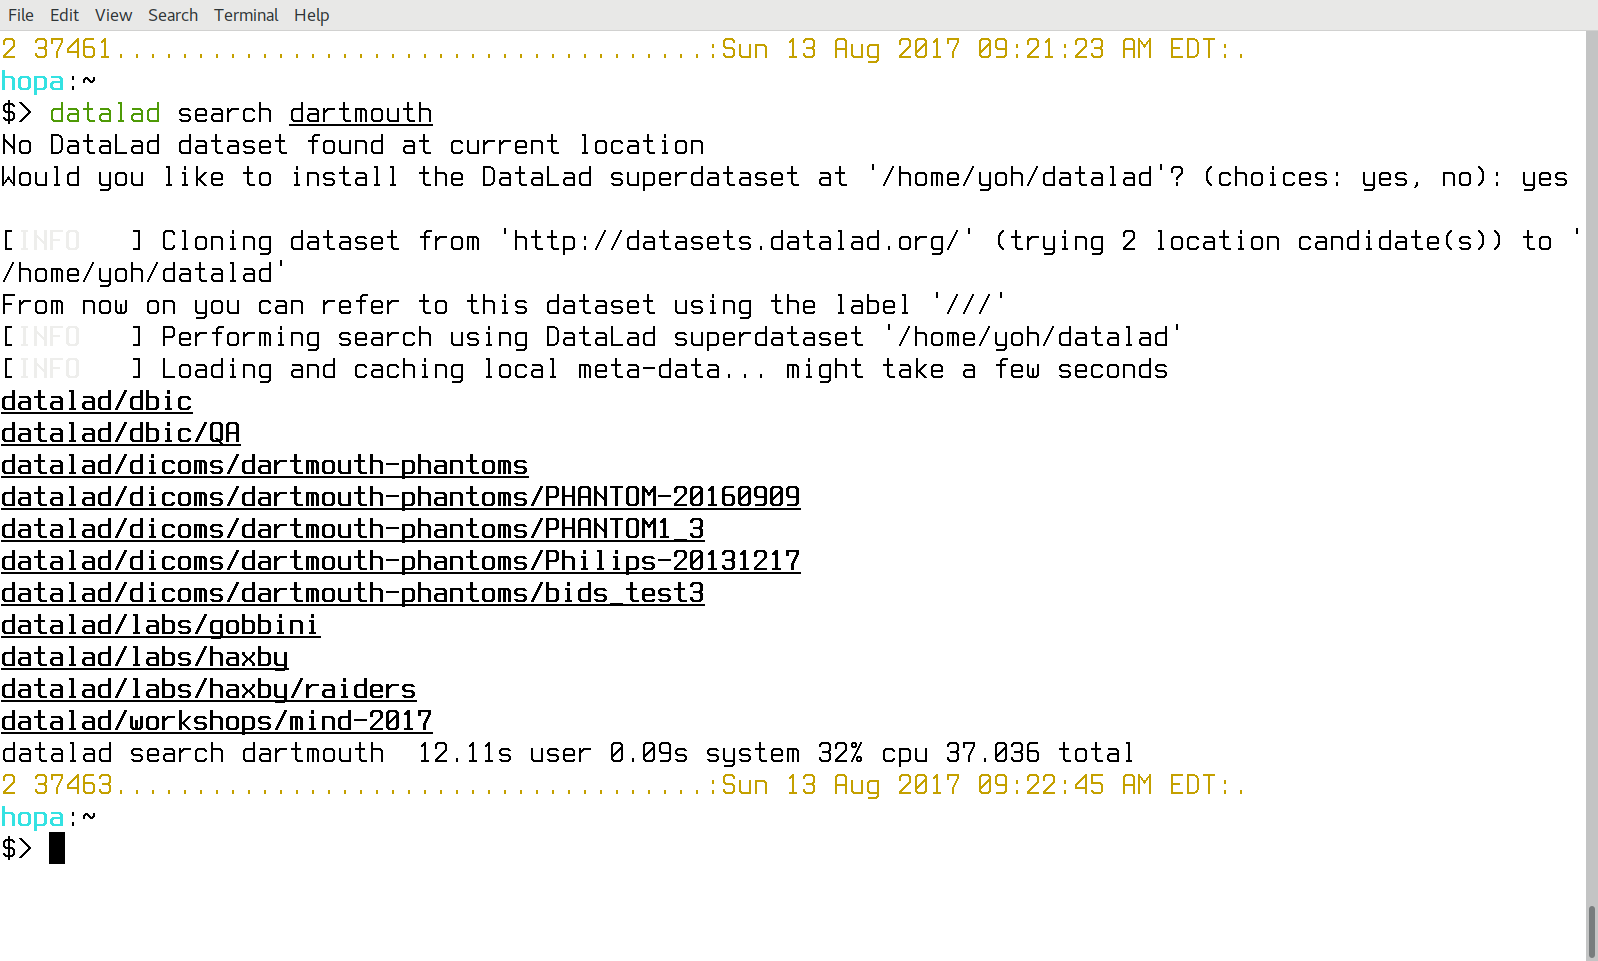 File Edit View Search Terminal Help
2 37461.....................................:Sun 13 Aug 2017 09:21:23 AM EDT:.
hopa:~
$> datalad search dartmouth
No DataLad dataset found at current location
Would you like to install the DataLad superdataset at '/home/yoh/datalad'? (choices: yes, no): yes
[INFO   ] Cloning dataset from 'http://datasets.datalad.org/' (trying 2 location candidate(s)) to '
/home/yoh/datalad'
From now on you can refer to this dataset using the label '///'
[INFO   ] Performing search using DataLad superdataset '/home/yoh/datalad'
[INFO   ] Loading and caching local meta-data... might take a few seconds
datalad/dbic
datalad/dbic/QA
datalad/dicoms/dartmouth-phantoms
datalad/dicoms/dartmouth-phantoms/PHANTOM-20160909
datalad/dicoms/dartmouth-phantoms/PHANTOM1_3
datalad/dicoms/dartmouth-phantoms/Philips-20131217
datalad/dicoms/dartmouth-phantoms/bids_test3
datalad/labs/gobbini
datalad/labs/haxby
datalad/labs/haxby/raiders
datalad/workshops/mind-2017
datalad search dartmouth  12.11s user 0.09s system 32% cpu 37.036 total
2 37463.....................................:Sun 13 Aug 2017 09:22:45 AM EDT:.
hopa:~
$>